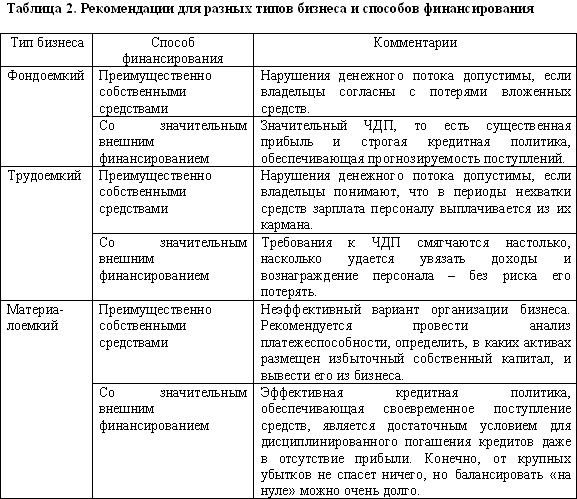 Таблица 2. Рекомендации для разных типов бизнеса и способов финансирования
Тип бизнеса
Способ
финансирования
Комментарии
Фондоемкий
Преимущественно
собственными
средствами
Нарушения денежного потока допустимы, если
владельцы согласны с потерями вложенных
средств.
Со значительным
внешним
финансированием
Значительный ЧДП, то есть существенная
прибыль и строгая кредитная политика,
обеспечивающая прогнозируемость поступлений.
Трудоемкий
Преимущественно
собственными
средствами
Нарушения денежного потока допустимы, если
владельцы понимают, что в периоды нехватки
средств зарплата персоналу выплачивается из их
кармана.
Со значительным
внешним
финансированием
Требования к ЧДП смягчаются настолько,
насколько удается увязать доходы и
вознаграждение персонала – без риска его
потерять.
Материа-
лоемкий
Преимущественно
собственными
средствами
Неэффективный вариант организации бизнеса.
Рекомендуется провести анализ
платежеспособности, определить, в каких активах
размещен избыточный собственный капитал, и
вывести его из бизнеса.
Со значительным
внешним
финансированием
Эффективная кредитная политика,
обеспечивающая своевременное поступление
средств, является достаточным условием для
дисциплинированного погашения кредитов даже
в отсутствие прибыли. Конечно, от крупных
убытков не спасет ничего, но балансировать «на
нуле» можно очень долго.